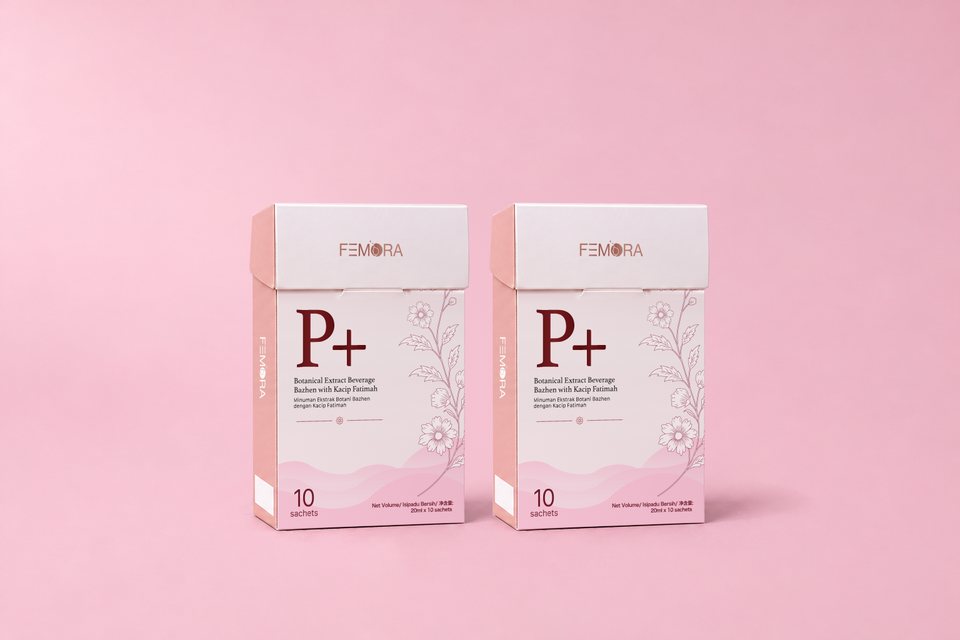 FEMORA
FEMORA
P+
Botanical Extract Beverage
Bazhen with Kacip Fatimah
Minuman Ekstrak Botani Bazhen
dengan Kacip Fatimah
10
sachets
Net Volume/ Isipadu Bersih/ 净含量:
20ml x 10 sachets
FEMORA
FEMORA
P+
Botanical Extract Beverage
Bazhen with Kacip Fatimah
Minuman Ekstrak Botani Bazhen
dengan Kacip Fatimah
10
sachets
Net Volume/ Isipadu Bersih/ 净含量:
20ml x 10 sachets